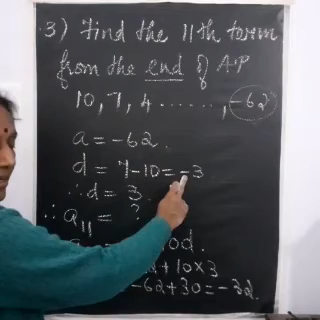 3) Find the 11th term
from the end of A.P
10, 7, 4 ......, -62
a = -62.
d = 7-10 = -3
∴ d = 3
∴ a11 = ?
od.
2 + 10×3
-62+30 = -32.